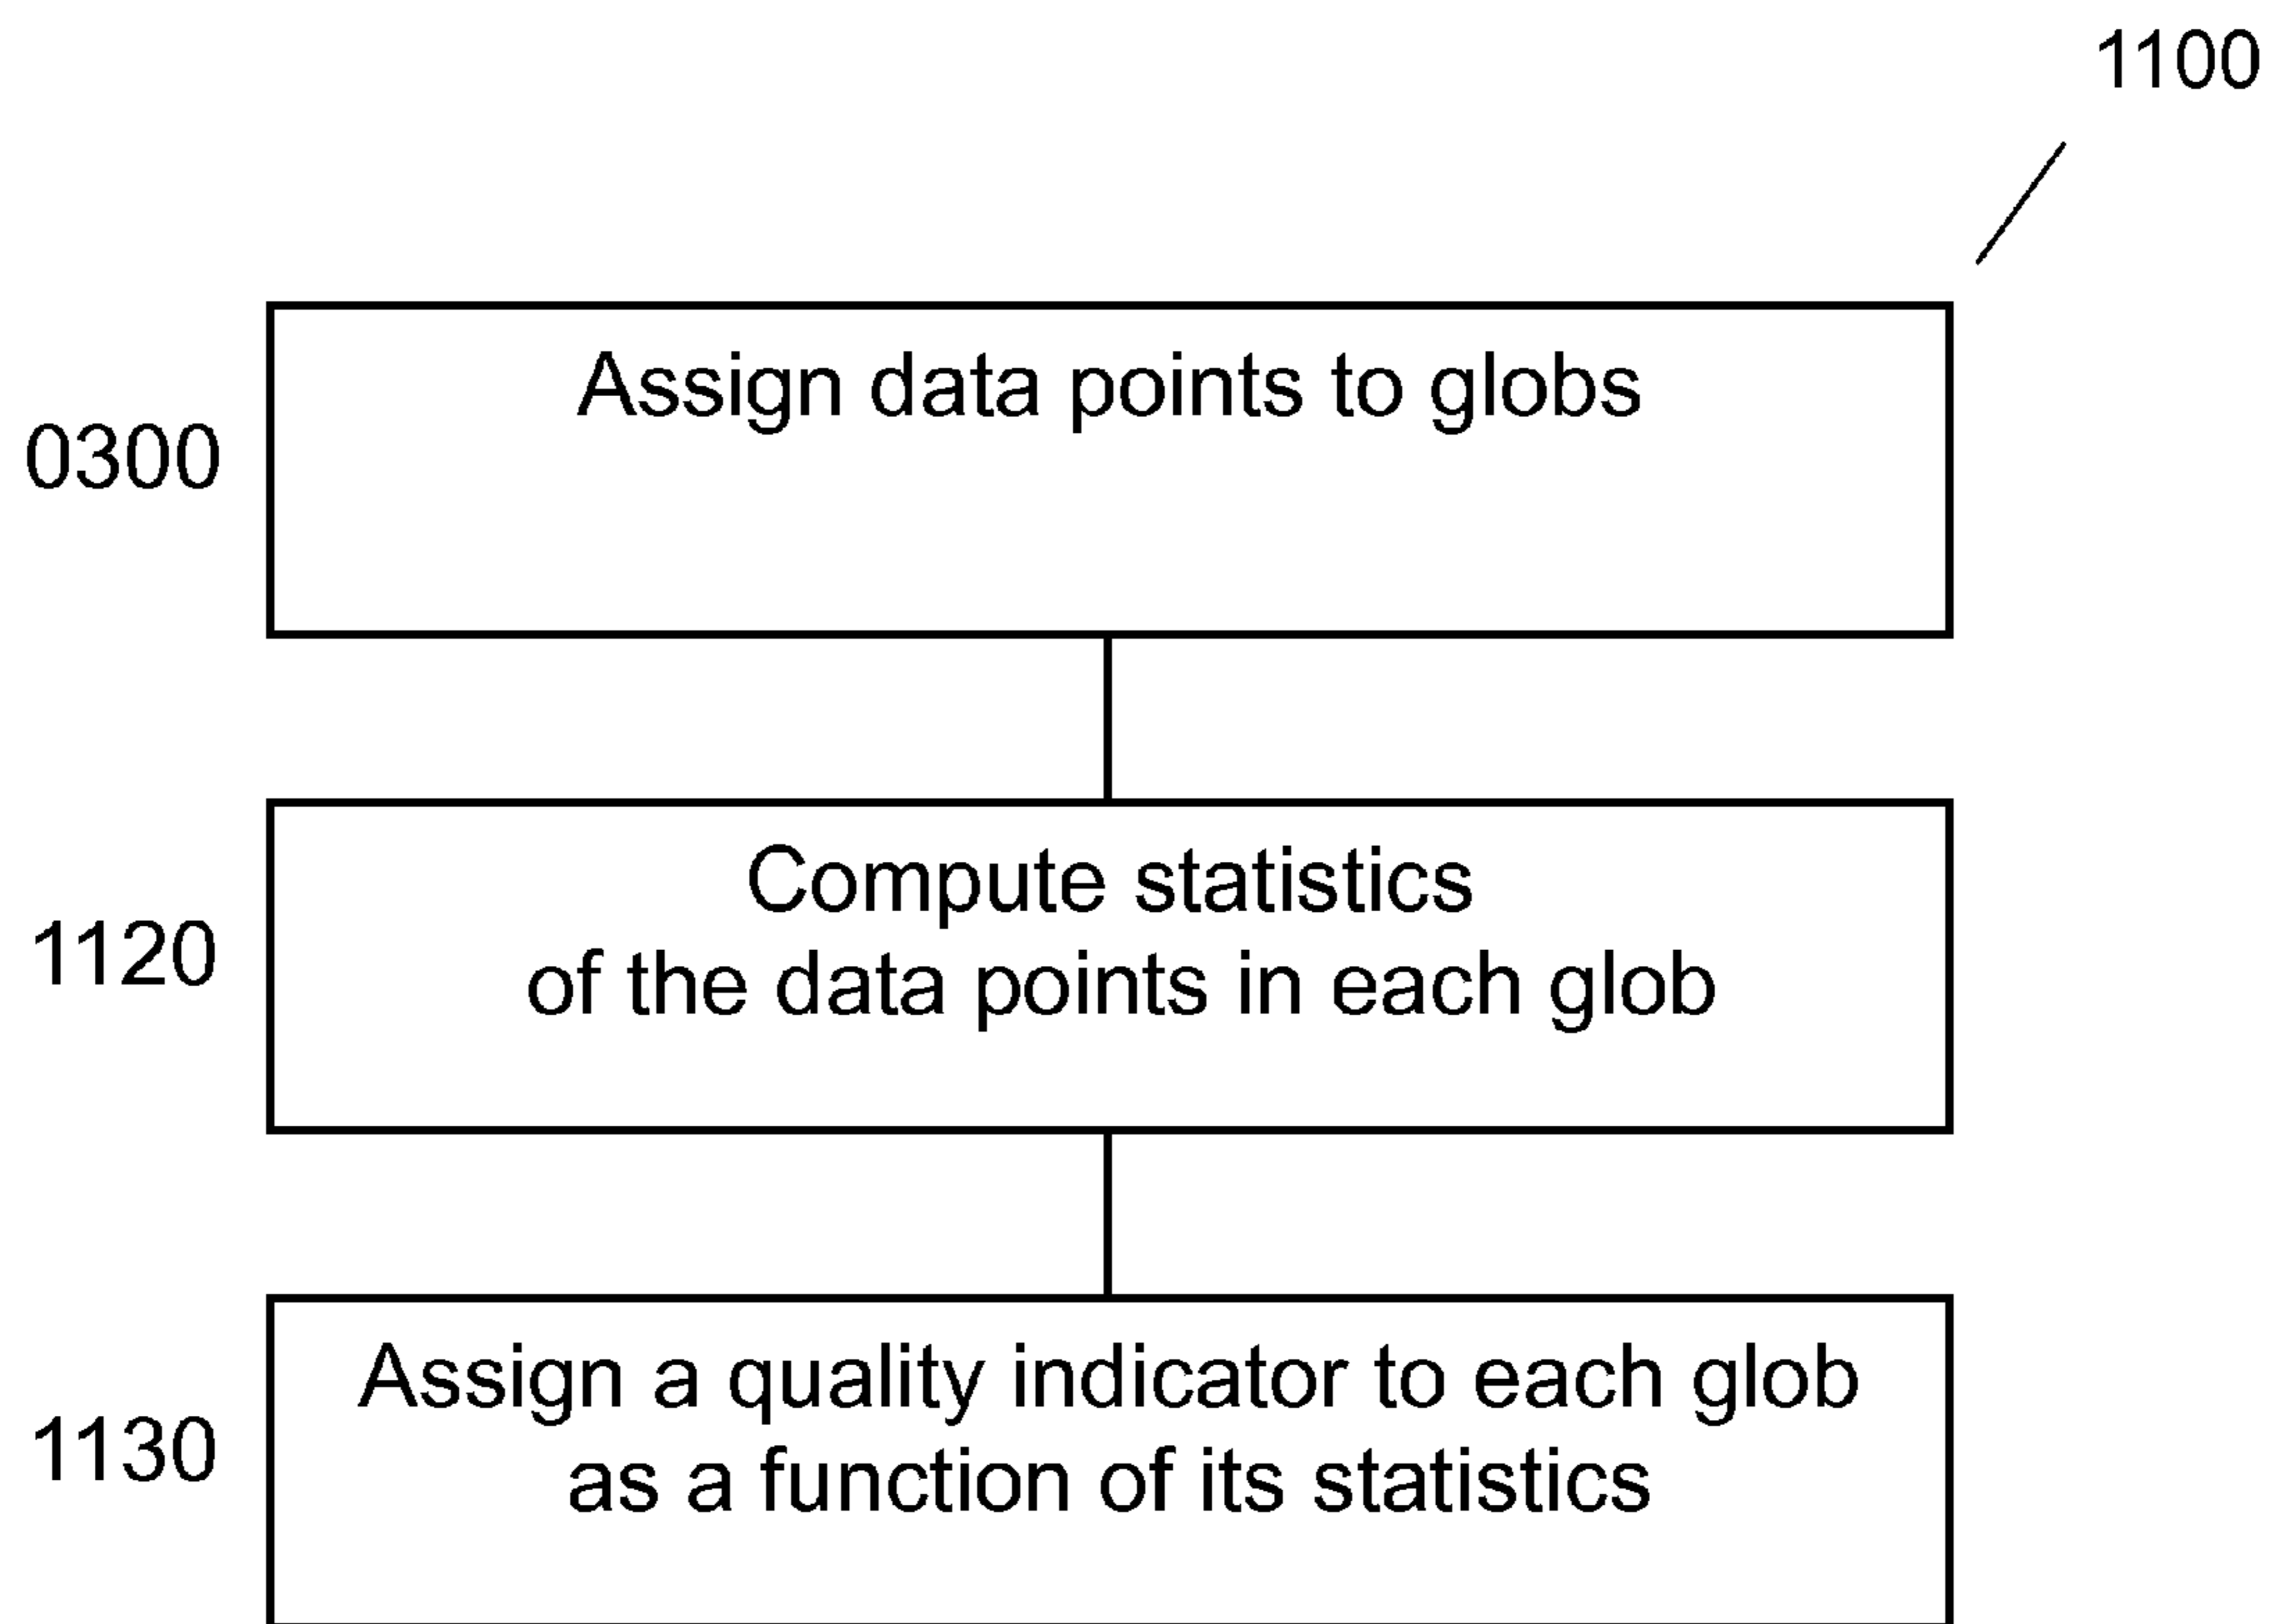 1100
Assign data points to globs
0300
Compute statistics
of the data points in each glob
1120
Assign a quality indicator to each glob
as a function of its statistics
1130